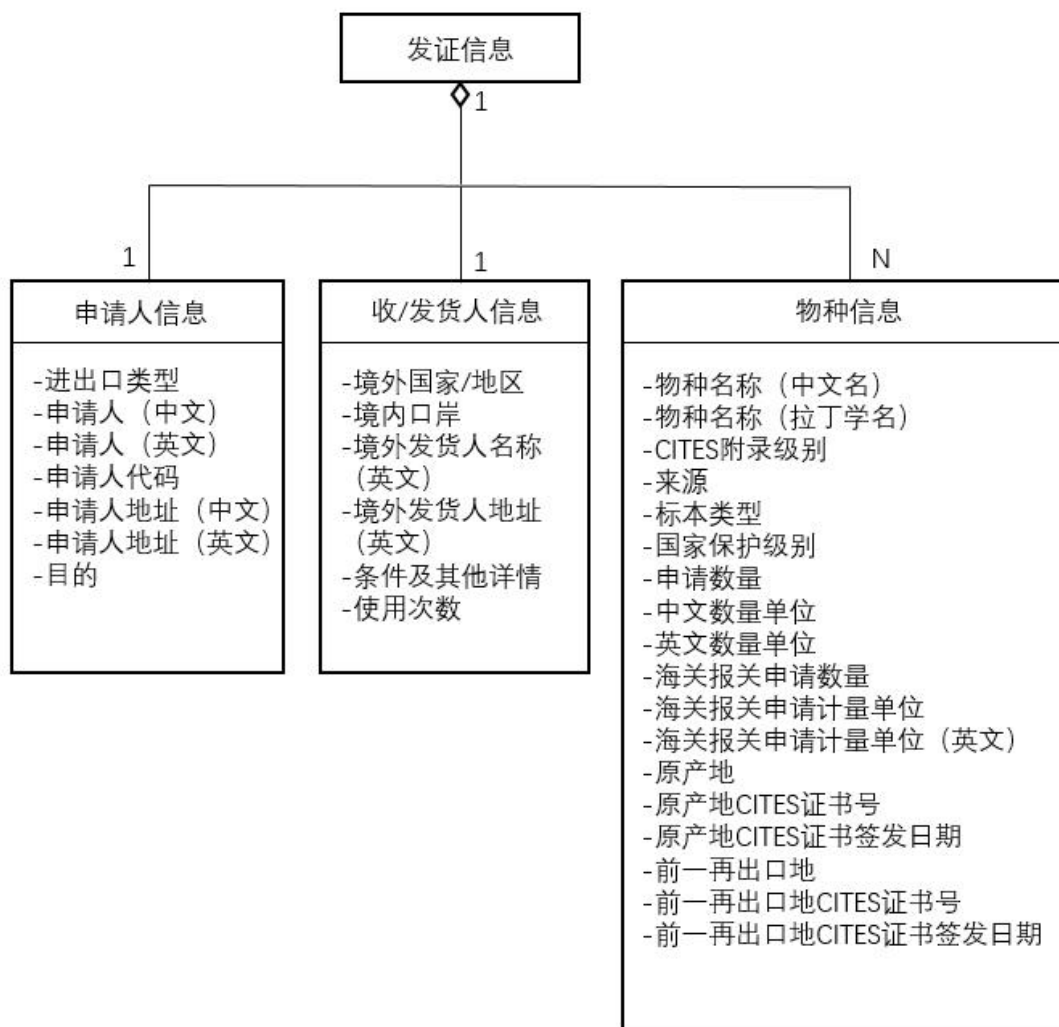 发证信息
1
1
1
N
申请人信息
-进出口类型
-申请人（中文）
-申请人（英文）
-申请人代码
-申请人地址（中文）
-申请人地址（英文）
-目的
收/发货人信息
-境外国家/地区
-境内口岸
-境外发货人名称
(英文）
-境外发货人地址
(英文）
-条件及其他详情
-使用次数
物种信息
-物种名称（中文名）
-物种名称（拉丁学名）
-CITES附录级别
-来源
-标本类型
-国家保护级别
-申请数量
-中文数量单位
-英文数量单位
-海关报关申请数量
-海关报关申请计量单位
-海关报关申请计量单位（英文）
-原产地
-原产地CITES证书号
-原产地CITES证书签发日期
-前一再出口地
-前一再出口地CITES证书号
-前一再出口地CITES证书签发日期